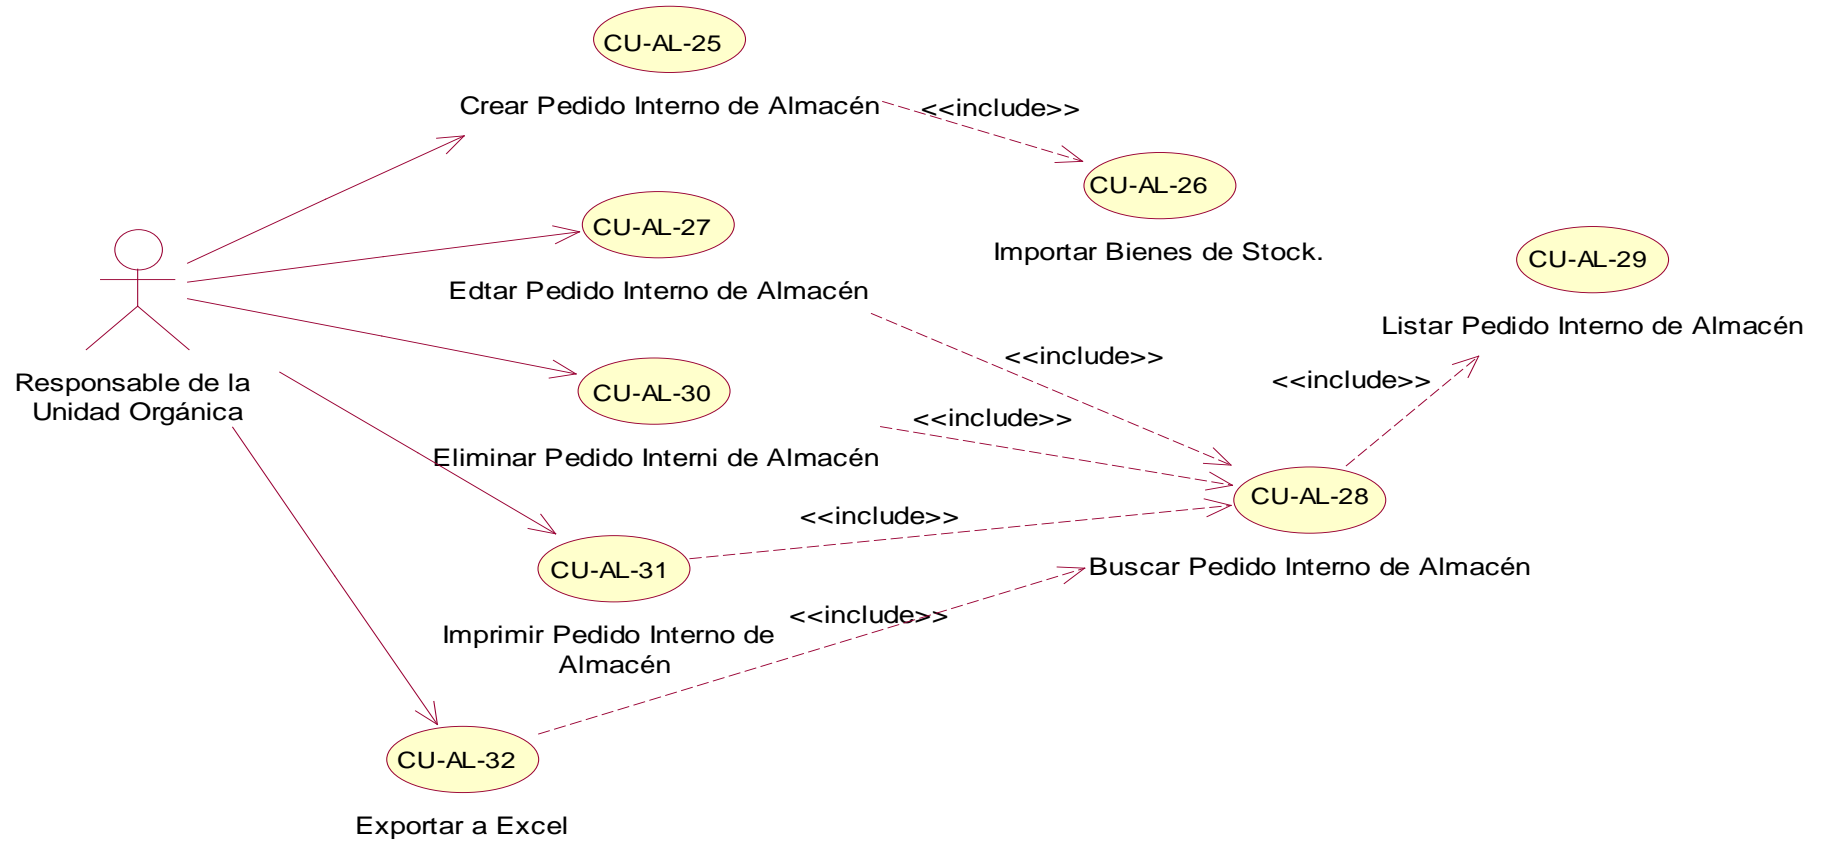 CU-AL-25
Crear Pedido Interno de Almacén
<<include>>
CU-AL-26
Importar Bienes de Stock.
CU-AL-27
Edtar Pedido Interno de Almacén
CU-AL-29
Listar Pedido Interno de Almacén
<<include>>
<<include>>
Responsable de la
Unidad Orgánica
CU-AL-30
<<include>>
Eliminar Pedido Interni de Almacén
CU-AL-28
Buscar Pedido Interno de Almacén
<<include>>
CU-AL-31
Imprimir Pedido Interno de
Almacén
<<include>>
CU-AL-32
Exportar a Excel